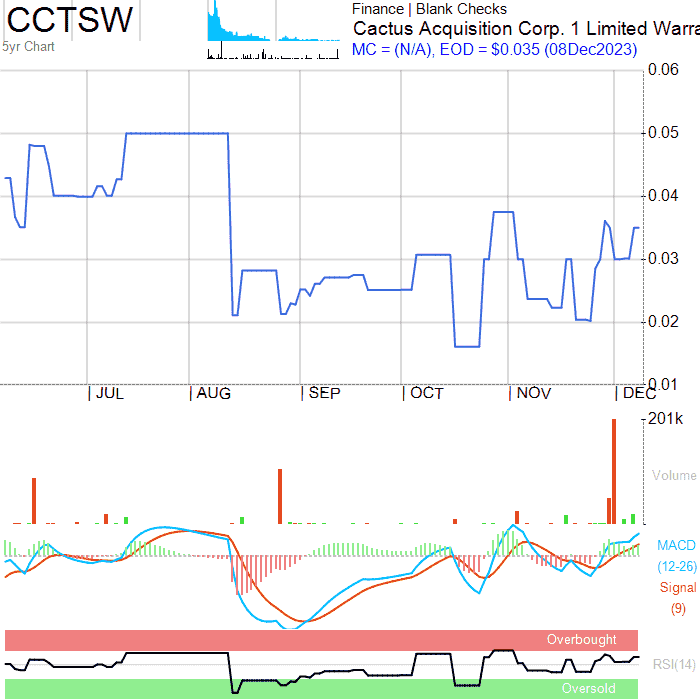 CCTSW
5yr Chart
Finance | Blank Checks
Cactus Acquisition Corp. 1 Limited Warra
MC = (N/A), EOD = $0.035 (08Dec2023)
0.06
0.05
0.04
0.03
0.02
0.01
JUL AUG SEP OCT NOV DEC
201k
Volume
MACD
(12-26)
Signal
(9)
Overbought
RSI(14)
Oversold